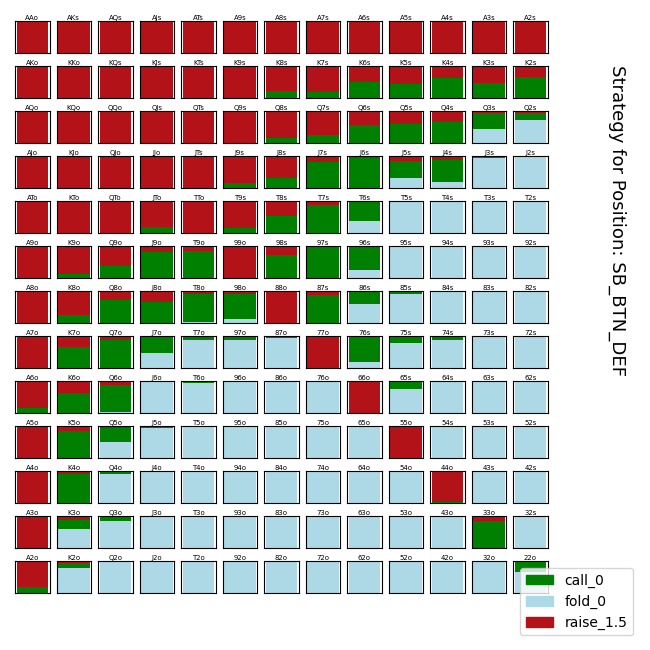 AAo AKs AQs AJs ATs A9s A8s A7s A6s A5s A4s A3s A2s
AKo KKo KQs KJs KTs K9s K8s K7s K6s K5s K4s K3s K2s
AQo KQo QQo QJs QTs Q9s Q8s Q7s Q6s Q5s Q4s Q3s Q2s
AJo KJo QJo JJo JTs J9s J8s J7s J6s J5s J4s J3s J2s
ATo KTo QTo JTo TTo T9s T8s T7s T6s T5s T4s T3s T2s
A9o K9o Q9o J9o T9o 99o 98s 97s 96s 95s 94s 93s 92s
A8o K8o Q8o J8o T8o 98o 88o 87s 86s 85s 84s 83s 82s
A7o K7o Q7o J7o T7o 97o 87o 77o 76s 75s 74s 73s 72s
A6o K6o Q6o J6o T6o 96o 86o 76o 66o 65s 64s 63s 62s
A5o K5o Q5o J5o T5o 95o 85o 75o 65o 55o 54s 53s 52s
A4o K4o Q4o J4o T4o 94o 84o 74o 64o 54o 44o 43s 42s
A3o K3o Q3o J3o T3o 93o 83o 73o 63o 53o 43o 33o 32s
A2o K2o Q2o J2o T2o 92o 82o 72o 62o 52o 42o 32o 22o
Strategy for Position: SB_BTN_DEF
call_0
fold_0
raise_1.5